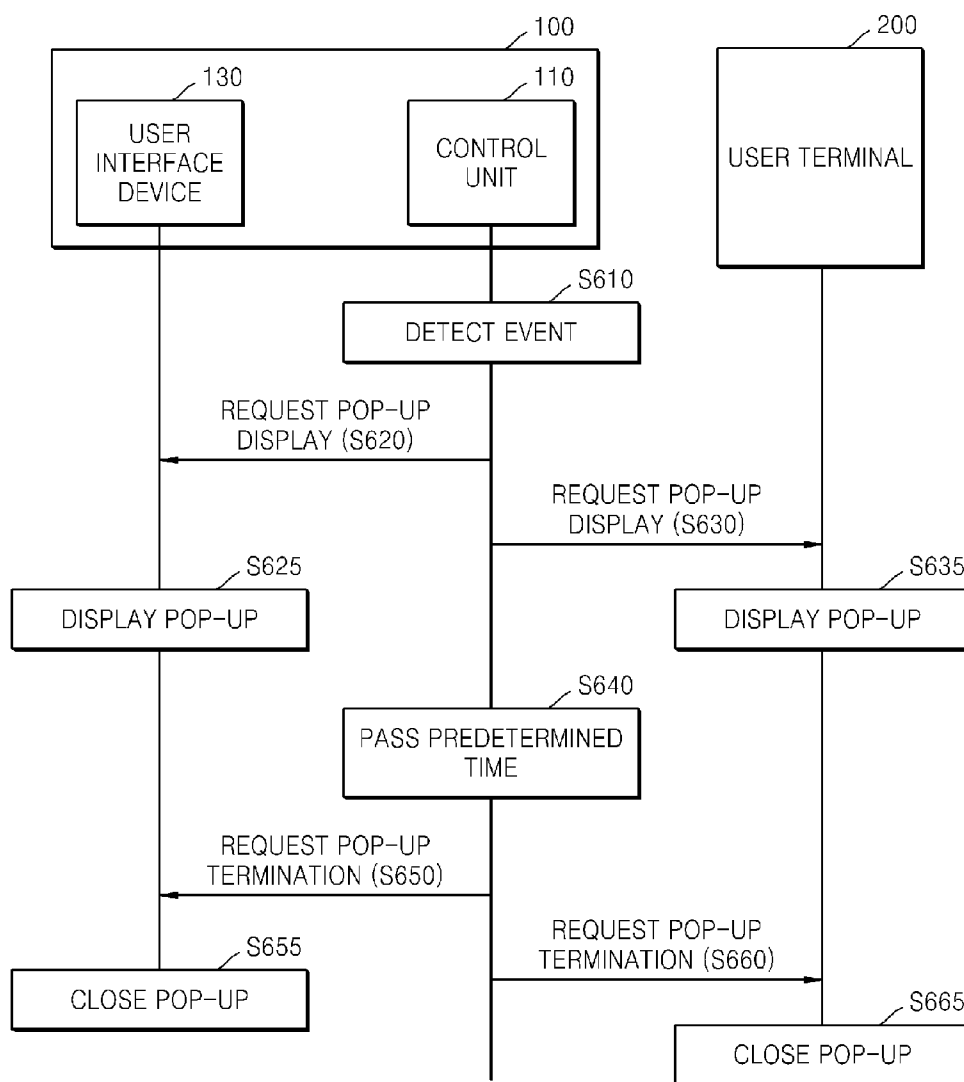 100
200
130
110
USER
INTERFACE
DEVICE
CONTROL
UNIT
USER TERMINAL
S610
DETECT EVENT
REQUEST POP-UP
DISPLAY (S620)
REQUEST POP-UP
DISPLAY (S630)
S625
S635
DISPLAY POP-UP
DISPLAY POP-UP
S640
PASS PREDETERMINED
TIME
REQUEST POP-UP
TERMINATION (S650)
REQUEST POP-UP
TERMINATION (S660)
S655
CLOSE POP-UP
S665
CLOSE POP-UP